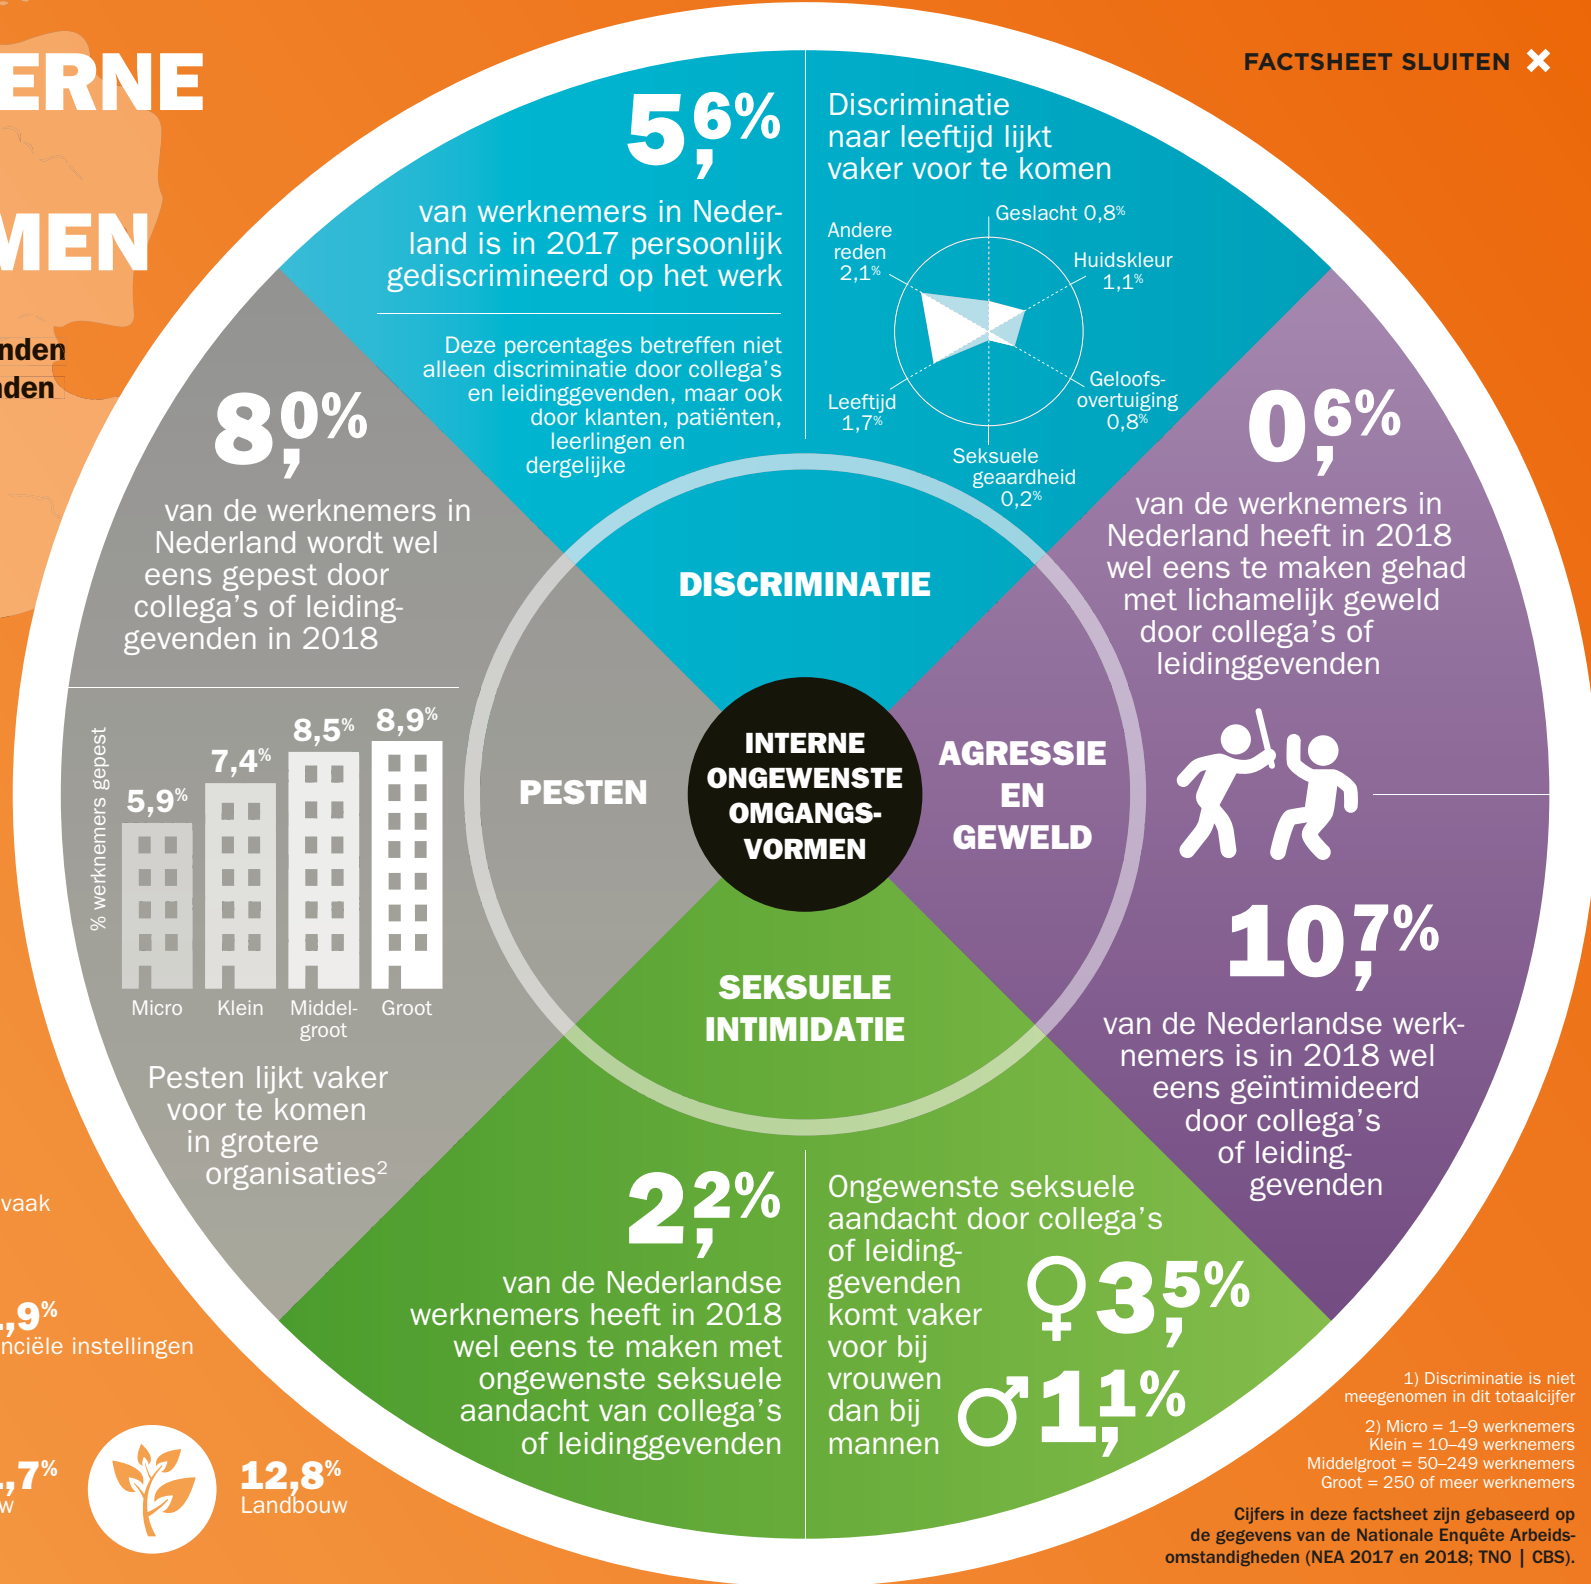 ERNE
MEN
nden
nden
FACTSHEET SLUITEN
5,6%
van werknemers in Neder-
land is in 2017 persoonlijk
gediscrimineerd op het werk
Deze percentages betreffen niet
alleen discriminatie door collega's
en leidinggevenden, maar ook
door klanten, patiënten,
leerlingen en
dergelijke
Discriminatie
naar leeftijd lijkt
vaker voor te komen
Geslacht 0,8%
Huidskleur
1,1%
Geloofs-
overtuiging
0,8%
Seksuele
geaardheid
0,2%
Leeftijd
1,7%
Andere
reden
2,1%
DISCRIMINATIE
8,0%
van de werknemers in
Nederland wordt wel
eens gepest door
collega's of leiding-
gevenden in 2018
% werknemers gepest
5,9%
7,4%
8,5%
8,9%
Micro
Klein
Middel-
groot
Groot
Pesten lijkt vaker
voor te komen
in grotere
organisaties2
PESTEN
INTERNE
ONGEWENSTE
OMGANGS-
VORMEN
AGRESSIE
EN
GEWELD
0,6%
van de werknemers in
Nederland heeft in 2018
wel eens te maken gehad
met lichamelijk geweld
door collega's of
leidinggevenden
10,7%
van de Nederlandse werk-
nemers is in 2018 wel
eens geïntimideerd
door collega's
of leiding-
gevenden
SEKSUELE
INTIMIDATIE
2,2%
van de Nederlandse
werknemers heeft in 2018
wel eens te maken met
ongewenste seksuele
aandacht van collega's
of leidinggevenden
Ongewenste seksuele
aandacht door collega's
of leiding-
gevenden
komt vaker
voor bij
vrouwen
dan bij
mannen
3,5%
1,1%
vaak
,9%
nciële instellingen
,7%
w
12,8%
Landbouw
1) Discriminatie is niet
meegenomen in dit totaalcijfer
2) Micro = 1–9 werknemers
Klein = 10–49 werknemers
Middelgroot = 50–249 werknemers
Groot = 250 of meer werknemers
Cijfers in deze factsheet zijn gebaseerd op
de gegevens van de Nationale Enquête Arbeids-
omstandigheden (NEA 2017 en 2018; TNO | CBS).